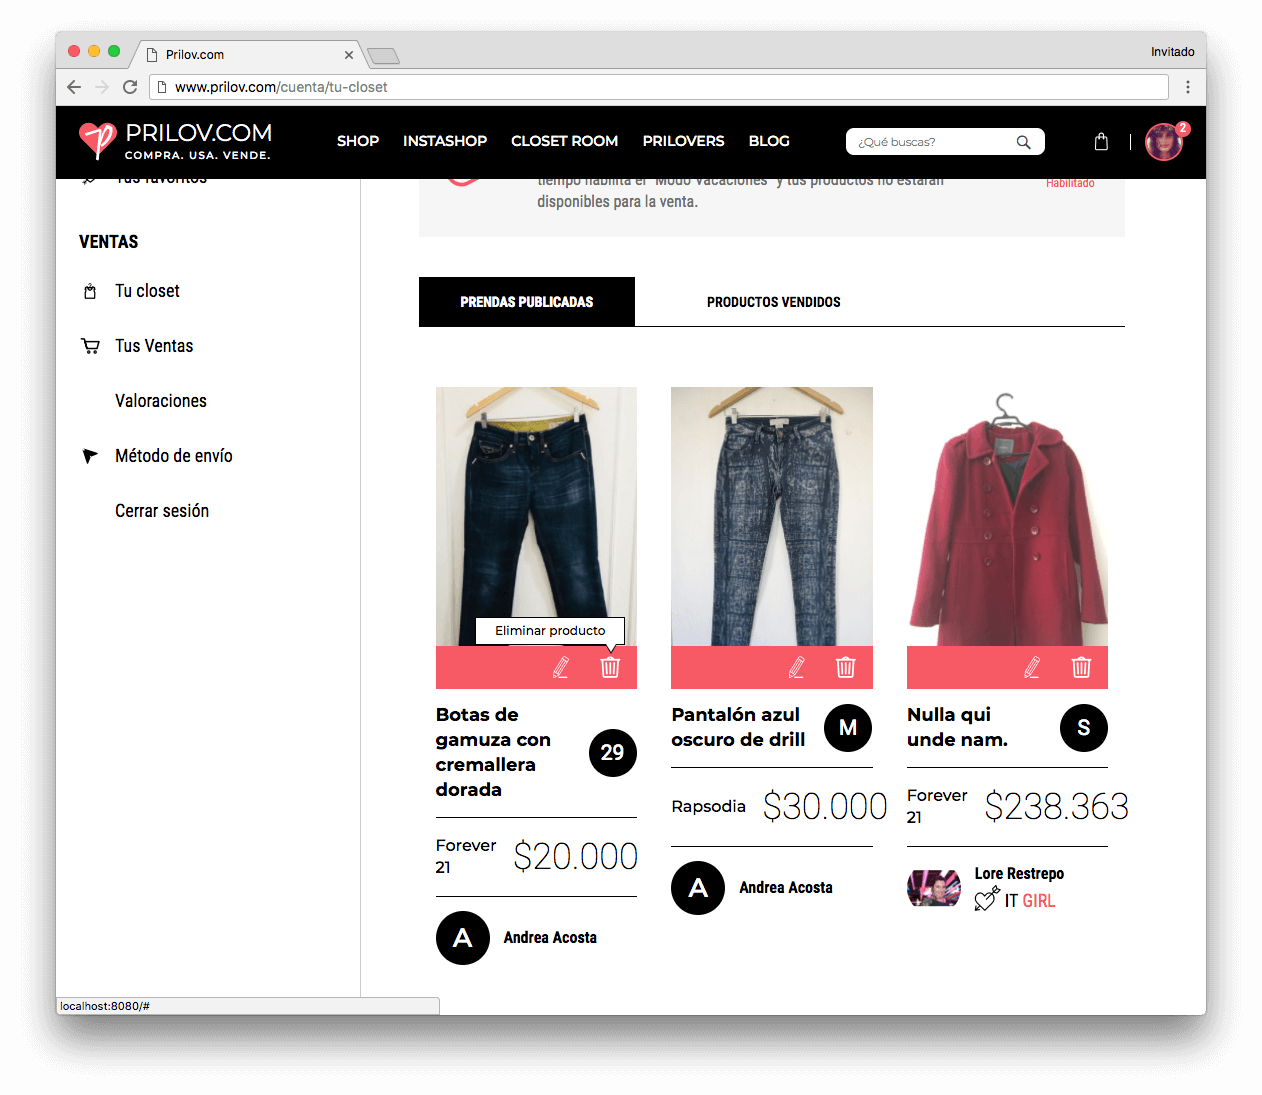 Prilov.com
Invitado
www.prilov.com/cuenta/tu-closet
PRILOV.COM
COMPRA. USA. VENDE.
SHOP
INSTASHOP
CLOSET ROOM
PRILOVERS
BLOG
¿Qué buscas?
2
Tus favoritos
tiempo habilita el "Modo Vacaciones" y tus productos no estarán
disponibles para la venta.
Habilitado
VENTAS
Tu closet
Tus Ventas
Valoraciones
Método de envío
Cerrar sesión
PRENDAS PUBLICADAS
PRODUCTOS VENDIDOS
Eliminar producto
Botas de
gamuza con
cremallera
dorada
29
Forever
21
$20.000
A
Andrea Acosta
Pantalón azul
oscuro de drill
M
Rapsodia
$30.000
A
Andrea Acosta
Nulla qui
unde nam.
S
Forever
21
$238.363
Lore Restrepo
IT GIRL
localhost:8080/#